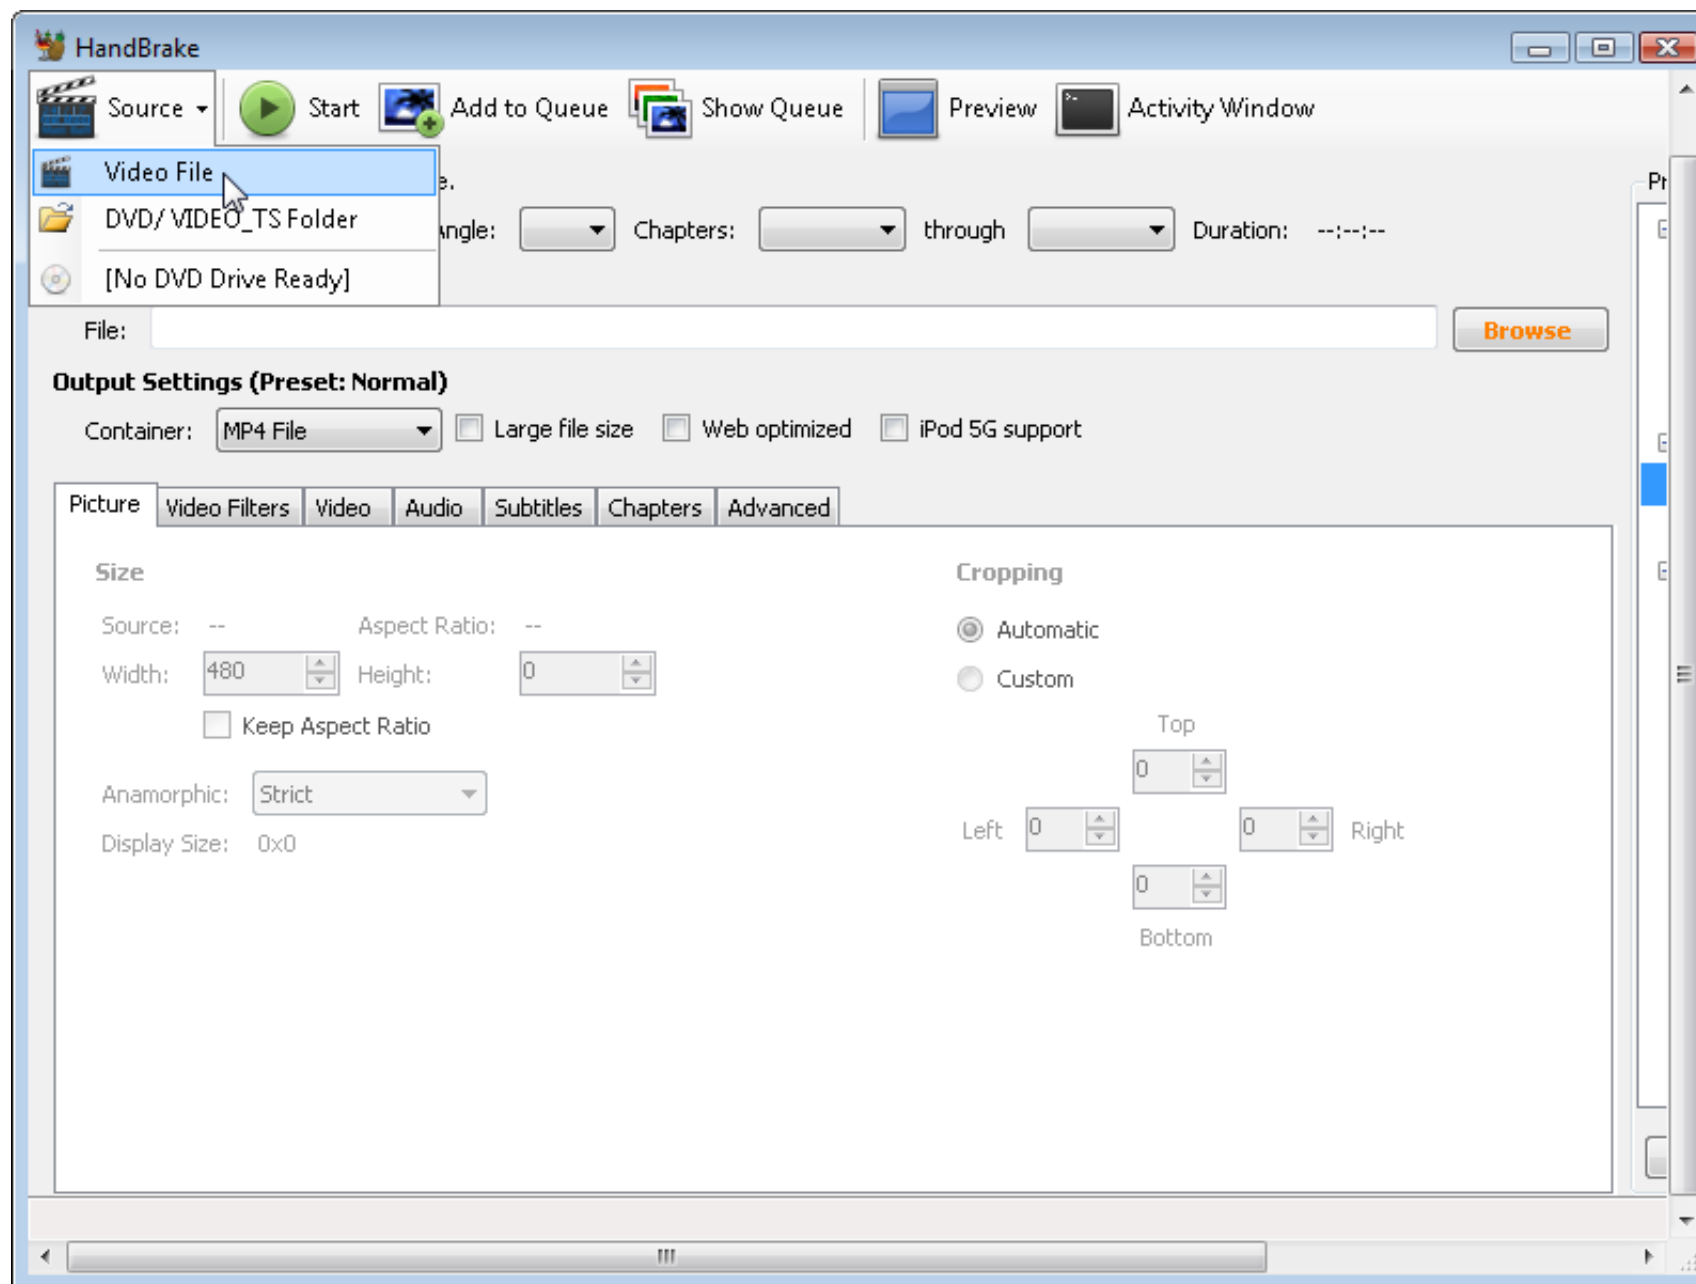 HandBrake
Source Start Add to Queue Show Queue Preview Activity Window
Video File
DVD/ VIDEO_TS Folder
Chapters: through Duration: --:--:--
[No DVD Drive Ready]
File: Browse
Output Settings (Preset: Normal)
Container: MP4 File Large file size Web optimized iPod 5G support
Picture Video Filters Video Audio Subtitles Chapters Advanced
Size Cropping
Source: -- Aspect Ratio: -- Automatic
Width: 480 Height: 0 Custom
Keep Aspect Ratio
Top
0
Anamorphic: Strict
Left 0 0 Right
Display Size: 0x0
0
Bottom